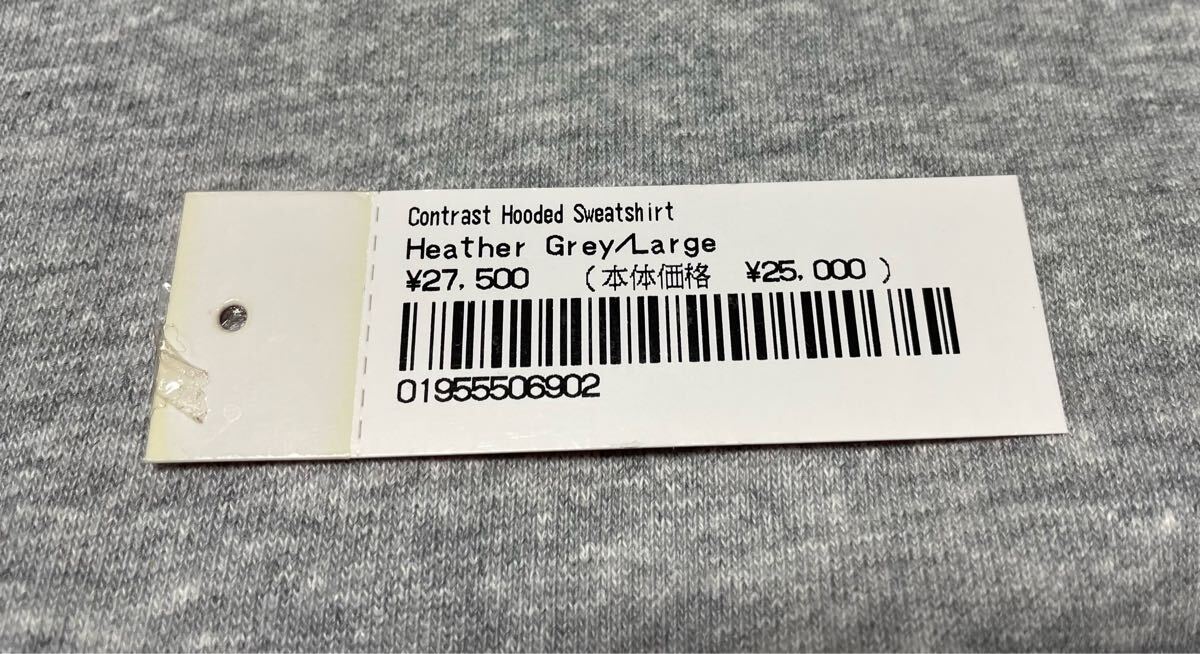 Contrast Hooded Sweatshirt
Heather Grey/Large
¥27,500 (本体価格 ¥25,000)
01955506902